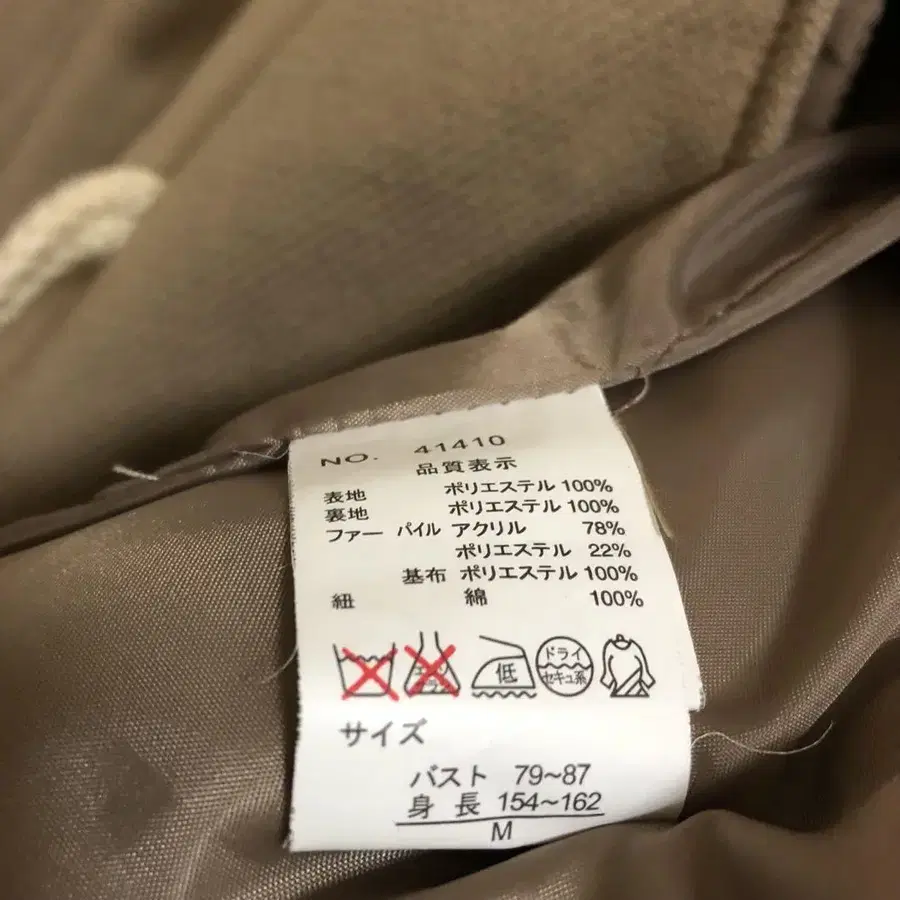 NO. 41410
品質表示
表地 ポリエステル 100%
裏地 ポリエステル 100%
ファー パイル アクリル 78%
ポリエステル 22%
基布 ポリエステル 100%
紐 綿 100%
低 ドライ
セキュ系
サイズ
バスト 79~87
身長 154~162
M